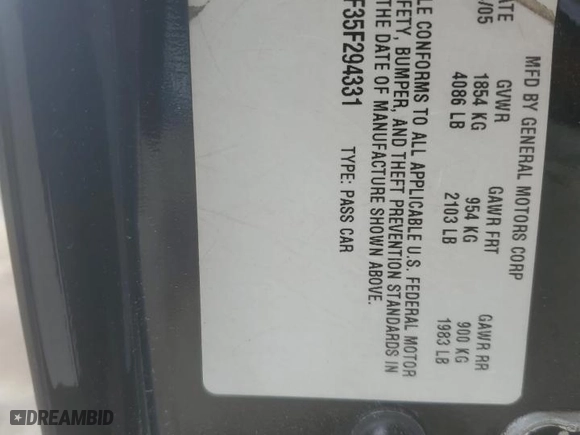 MFD BY GENERAL MOTORS CORP
ATE GVWR GAWR FRT GAWR RR
/05 1854 KG 954 KG 900 KG
4086 LB 2103 LB 1983 LB
LE CONFORMS TO ALL APPLICABLE U.S. FEDERAL MOTOR
FETY, BUMPER, AND THEFT PREVENTION STANDARDS IN
THE DATE OF MANUFACTURE SHOWN ABOVE.
F35F294331 TYPE: PASS CAR
DREAMBID